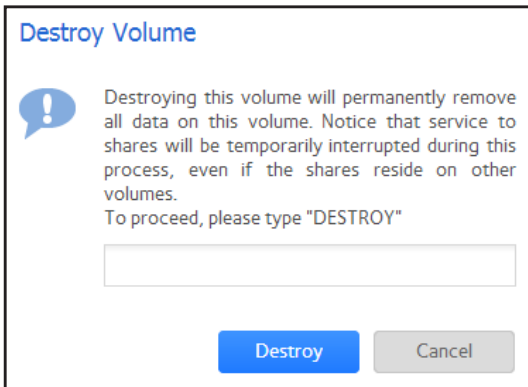 Destroy Volume
Destroying this volume will permanently remove
all data on this volume. Notice that service to
shares will be temporarily interrupted during this
process, even if the shares reside on other
volumes.
To proceed, please type "DESTROY"
Destroy
Cancel